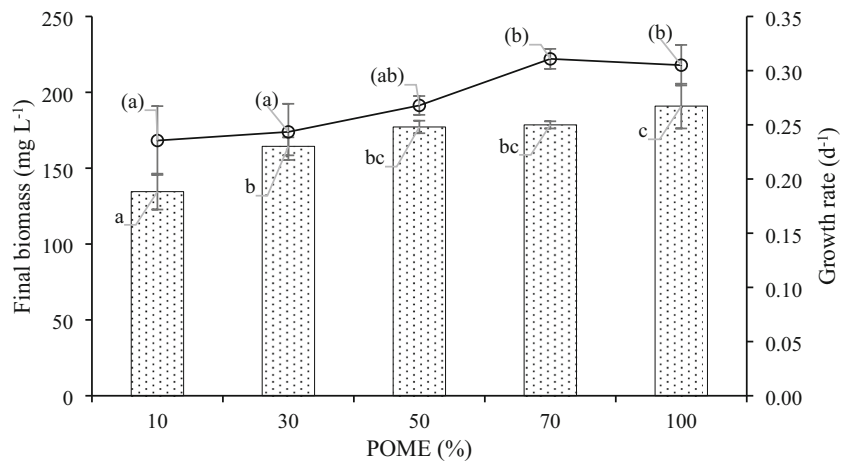 250
200
150
100
50
0
Final biomass (mg L⁻¹)
0.35
0.30
0.25
0.20
0.15
0.10
0.05
0.00
Growth rate (d⁻¹)
(a)
(a)
(ab)
(b)
(b)
a
b
bc
bc
c
10 30 50 70 100
POME (%)